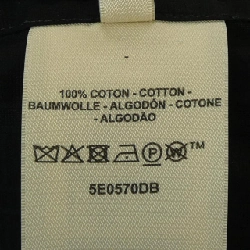 100% COTON - COTTON -
BAUMWOLLE - ALGODÓN - COTONE
- ALGODÃO
-
P W TM
5E0570DB